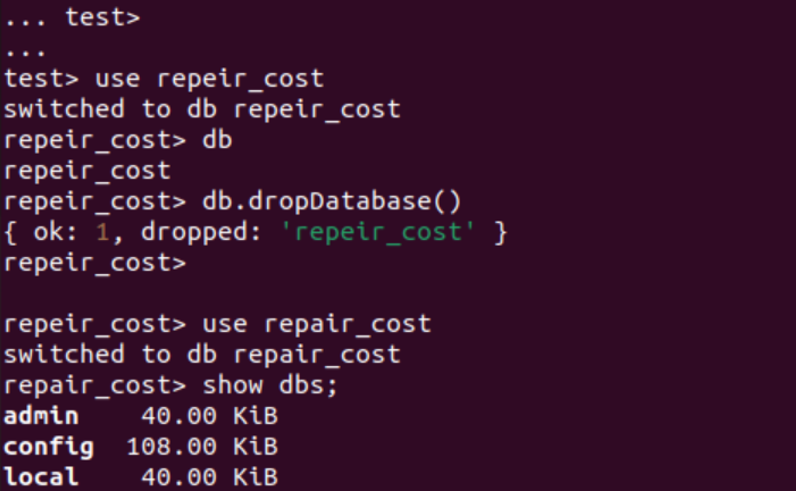 ... test>
...
test> use repeir_cost
switched to db repeir_cost
repeir_cost> db
repeir_cost
repeir_cost> db.dropDatabase()
{ ok: 1, dropped: 'repeir_cost' }
repeir_cost>
repeir_cost> use repair_cost
switched to db repair_cost
repair_cost> show dbs;
admin 40.00 KiB
config 108.00 KiB
local 40.00 KiB